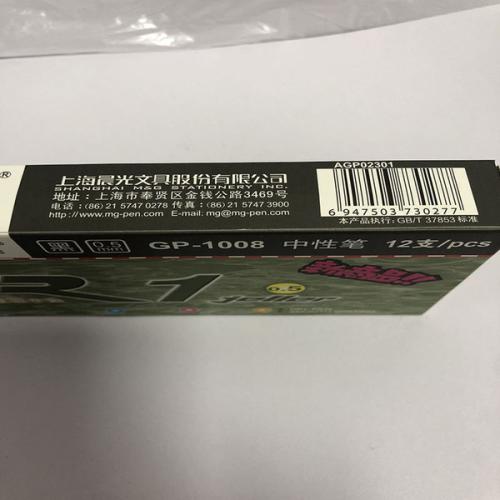 ®
上海晨光文具股份有限公司
SHANGHAI M&G STATIONERY INC.
地址：上海市奉贤区金钱公路3469号
电话：(86) 21 5747 0278 传真：(86) 21 5747 3900
http://www.mg-pen.com E-mail: mg@mg-pen.com
AGP02301
6 947503 730277
本产品执行: GB/T 37853 标准
黑 0.5 mm GP-1008 中性笔 12支/pcs
R-1 jeller
0.5